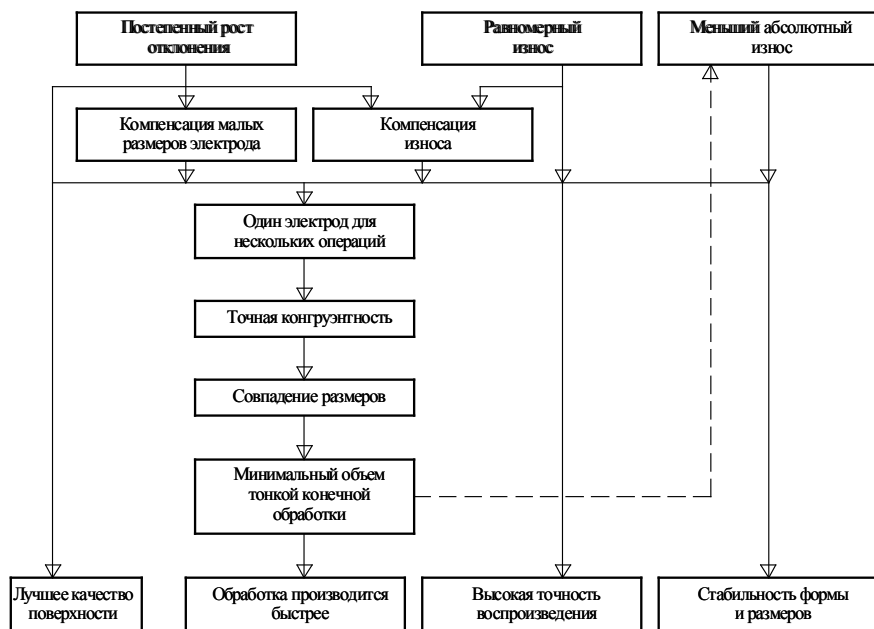 Постепенный рост
отклонения
Равномерный
износ
Меньший абсолютный
износ
Компенсация малых
размеров электрода
Компенсация
износа
Один электрод для
нескольких операций
Точная конгруэнтность
Совпадение размеров
Минимальный объем
тонкой конечной
обработки
Лучшее качество
поверхности
Обработка производится
быстрее
Высокая точность
воспроизведения
Стабильность формы
и размеров